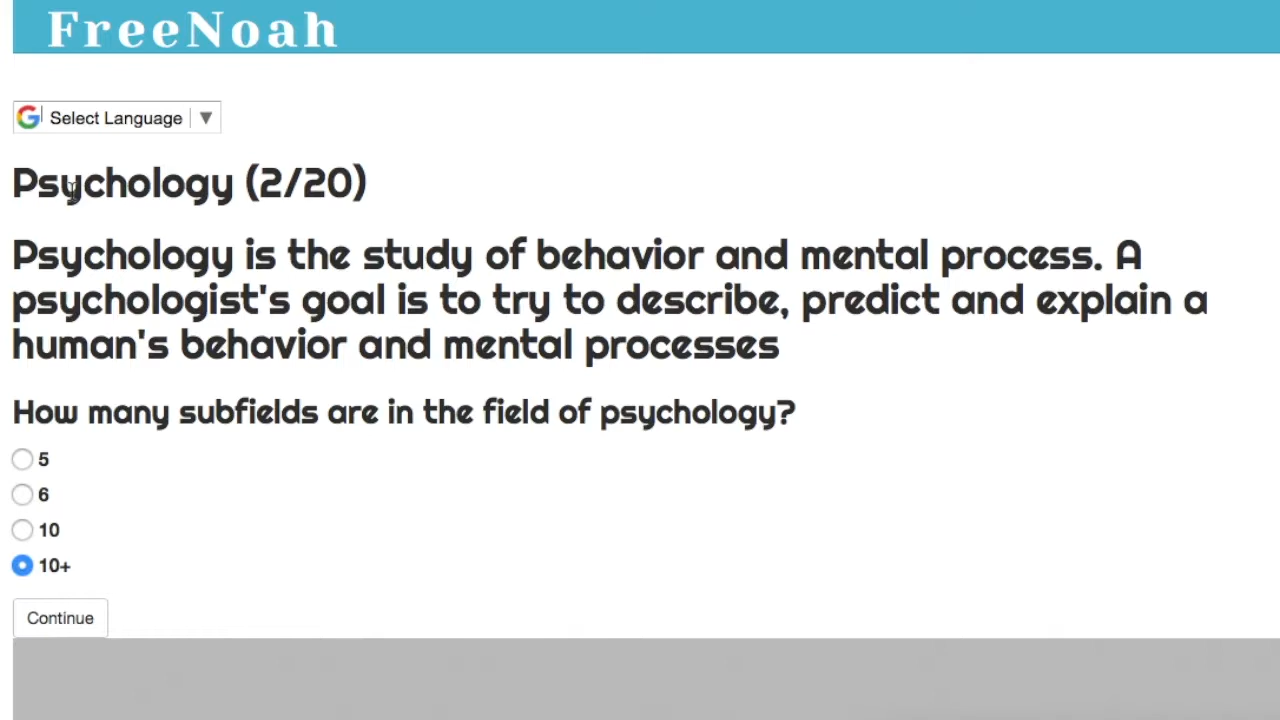 FreeNoah
Select Language ▼
Psychology (2/20)
Psychology is the study of behavior and mental process. A
psychologist's goal is to try to describe, predict and explain a
human's behavior and mental processes
How many subfields are in the field of psychology?
5
6
10
10+
Continue